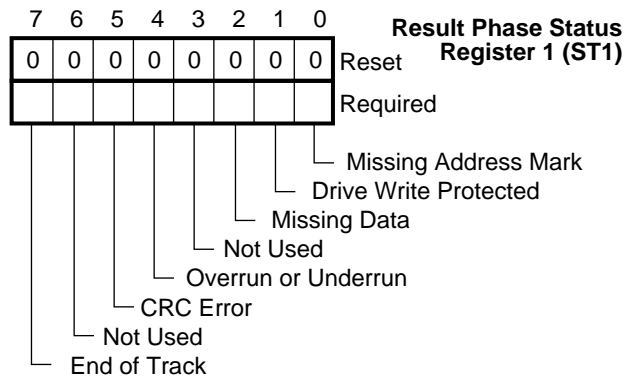 7 6 5 4 3 2 1 0
Result Phase Status
Register 1 (ST1)
0 0 0 0 0 0 0 0 Reset
Required
Missing Address Mark
Drive Write Protected
Missing Data
Not Used
Overrun or Underrun
CRC Error
Not Used
End of Track